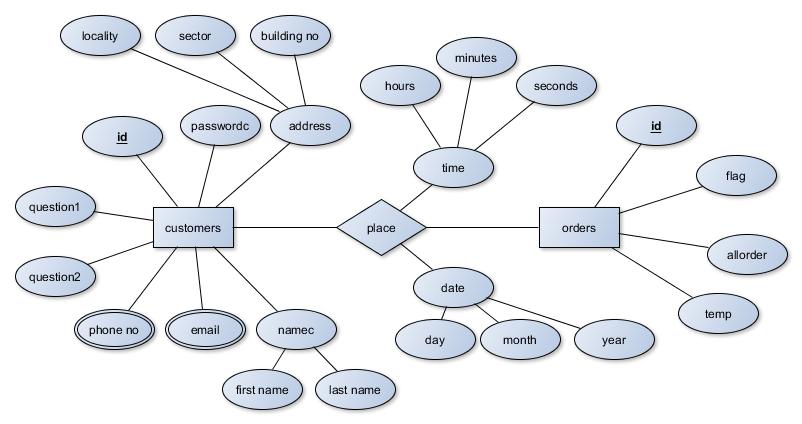 locality
sector
building no
minutes
hours
seconds
id
passwordc
address
id
time
flag
question1
customers
place
orders
allorder
question2
date
phone no
email
namec
temp
day
month
year
first name
last name